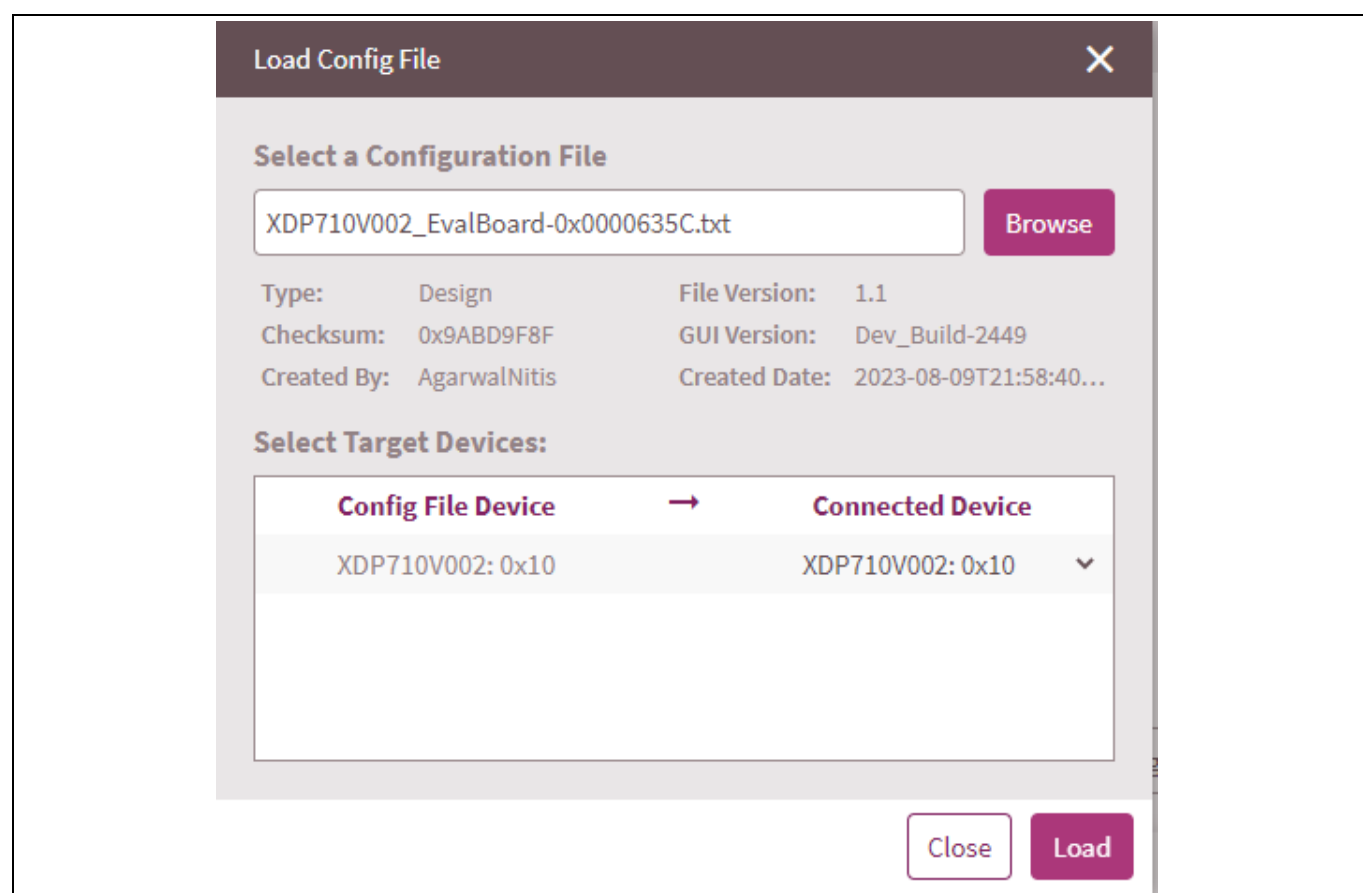 Load Config File
Select a Configuration File
XDP710V002_EvalBoard-0x0000635C.txt Browse
Type: Design File Version: 1.1
Checksum: 0x9ABD9F8F GUI Version: Dev_Build-2449
Created By: AgarwalNitis Created Date: 2023-08-09T21:58:40...
Select Target Devices:
Config File Device → Connected Device
XDP710V002: 0x10 XDP710V002: 0x10
Close Load